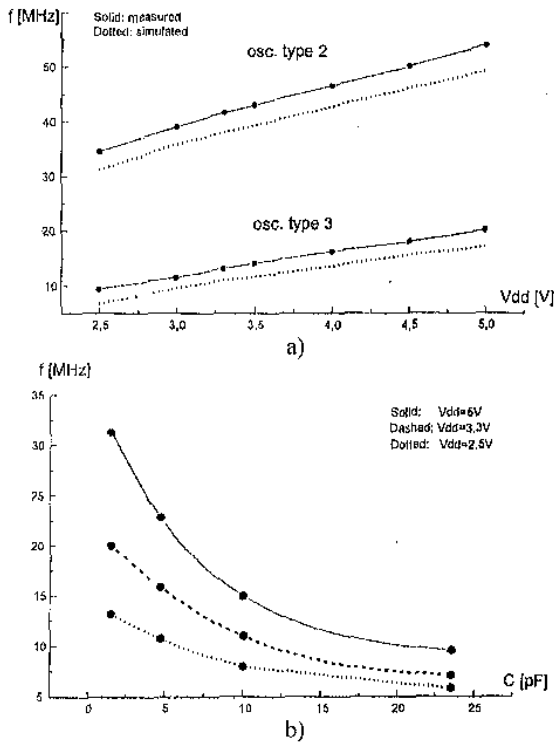 f [MHz]
Solid: measured
Dotted: simulated
osc. type 2
50
40
30
osc. type 3
20
10
Vdd [V]
2,5 3,0 3,5 4,0 4,5 5,0
a)
f [MHz]
35
Solid: Vdd=5V
Dashed: Vdd=3,3V
Dotted: Vdd=2,5V
30
25
20
15
10
5
C [pF]
0 5 10 15 20 25
b)